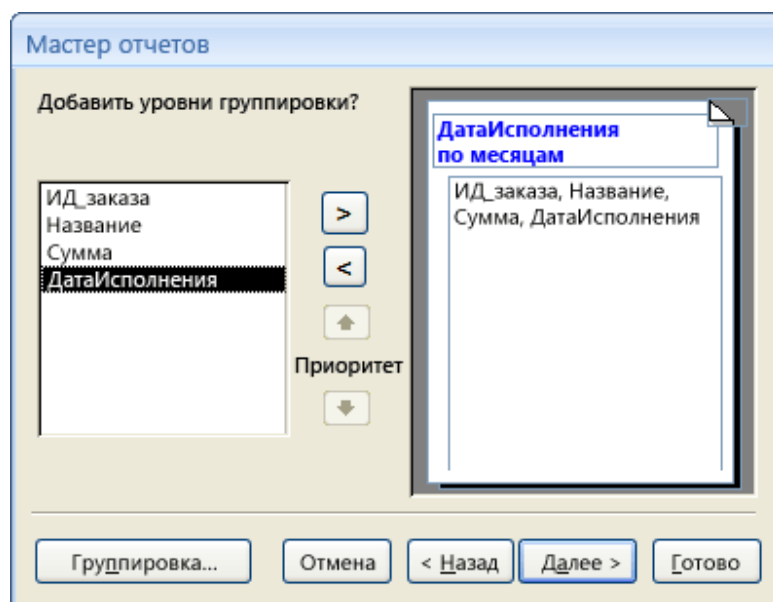 Мастер отчетов
Добавить уровни группировки?
ИД_заказа
Название
Сумма
ДатаИсполнения
>
<
Приоритет
ДатаИсполнения
по месяцам
ИД_заказа, Название,
Сумма, ДатаИсполнения
Группировка...
Отмена
< Назад
Далее >
Готово